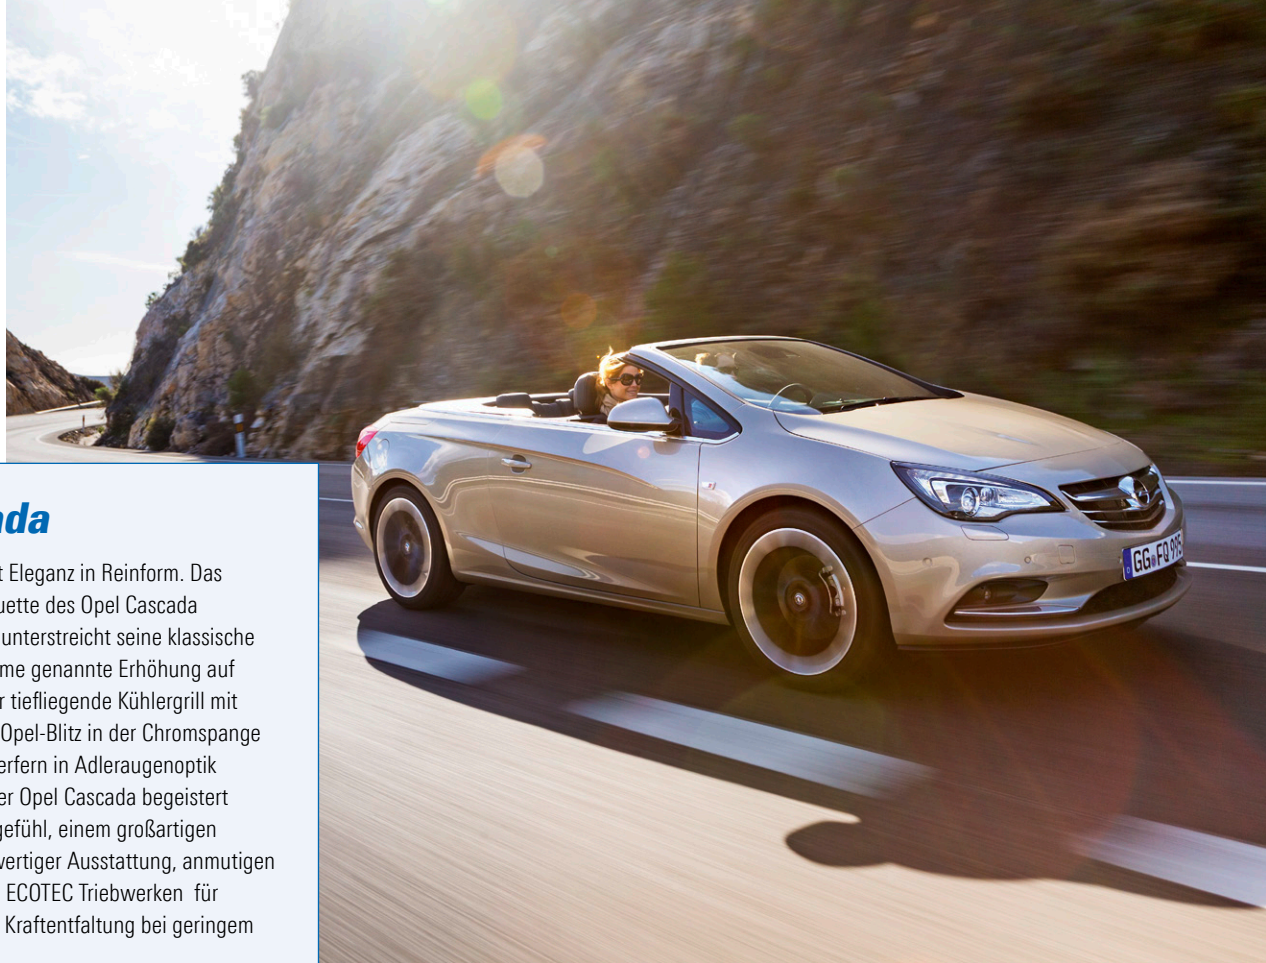 ada
t Eleganz in Reinform. Das
uette des Opel Cascada
unterstreicht seine klassische
me genannte Erhöhung auf
r tiefliegende Kühlergrill mit
Opel-Blitz in der Chromspange
erfern in Adleraugenoptik
er Opel Cascada begeistert
gefühl, einem großartigen
wertiger Ausstattung, anmutigen
ECOTEC Triebwerken für
Kraftentfaltung bei geringem
GG FQ 995